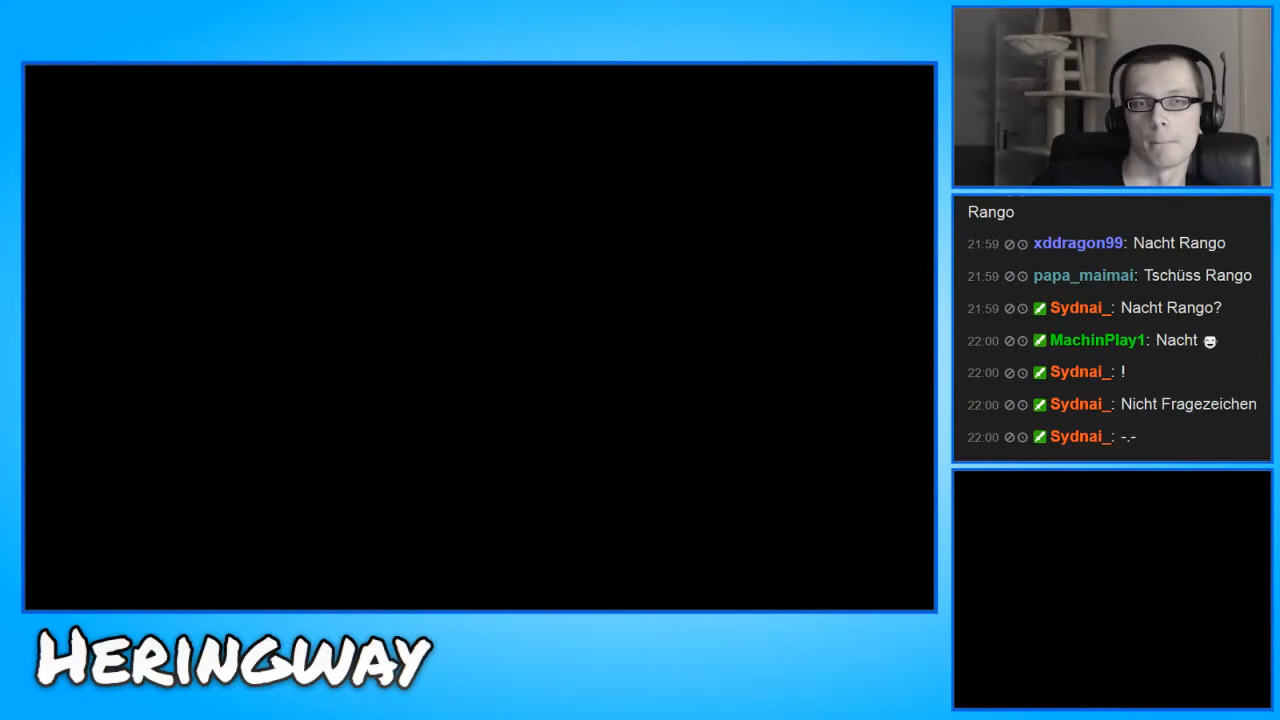 Rango
21:59 xddragon99: Nacht Rango
21:59 papa_maimai: Tschüss Rango
21:59 Sydnai_: Nacht Rango?
22:00 MachinPlay1: Nacht
22:00 Sydnai_: !
22:00 Sydnai_: Nicht Fragezeichen
22:00 Sydnai_: -.-
HERINGWAY